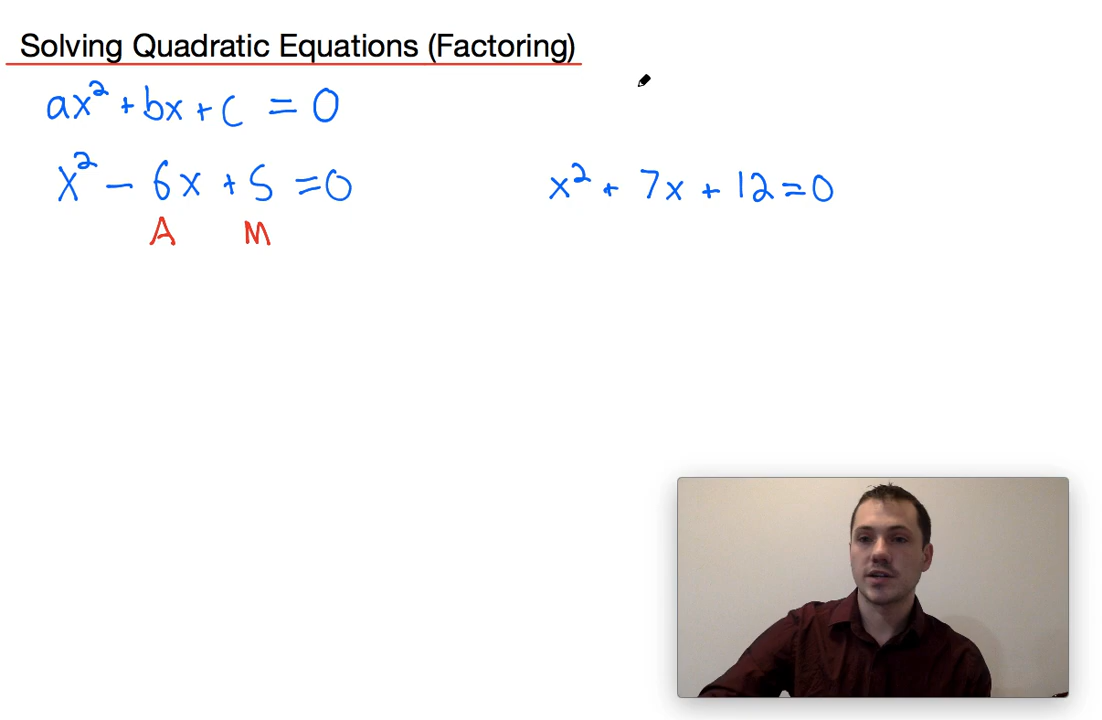 Solving Quadratic Equations (Factoring)
ax² + bx + c = 0
x² - 6x + 5 = 0
A M
x² + 7x + 12 = 0